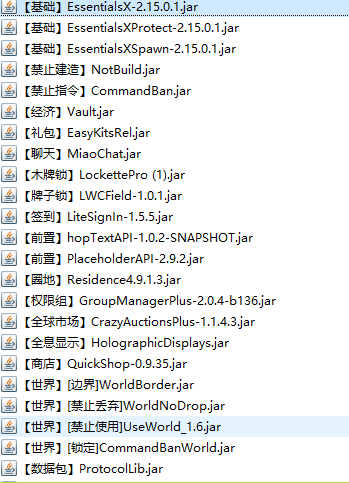 【基础】EssentialsX-2.15.0.1.jar
【基础】EssentialsXProtect-2.15.0.1.jar
【基础】EssentialsXSpawn-2.15.0.1.jar
【禁止建造】NotBuild.jar
【禁止指令】CommandBan.jar
【经济】Vault.jar
【礼包】EasyKitsRel.jar
【聊天】MiaoChat.jar
【木牌锁】LockettePro (1).jar
【牌子锁】LWCField-1.0.1.jar
【签到】LiteSignIn-1.5.5.jar
【前置】hopTextAPI-1.0.2-SNAPSHOT.jar
【前置】PlaceholderAPI-2.9.2.jar
【圈地】Residence4.9.1.3.jar
【权限组】GroupManagerPlus-2.0.4-b136.jar
【全球市场】CrazyAuctionsPlus-1.1.4.3.jar
【全息显示】HolographicDisplays.jar
【商店】QuickShop-0.9.35.jar
【世界】[边界]WorldBorder.jar
【世界】[禁止丢弃]WorldNoDrop.jar
【世界】[禁止使用]UseWorld_1.6.jar
【世界】[锁定]CommandBanWorld.jar
【数据包】ProtocolLib.jar